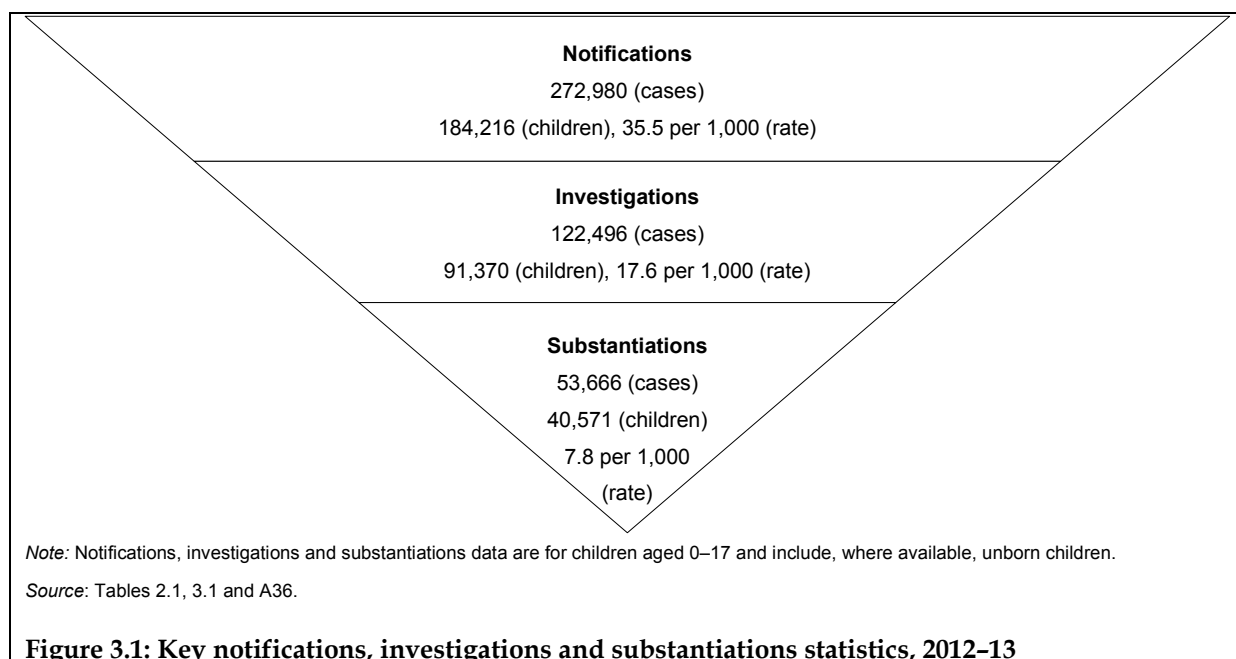 Notifications
272,980 (cases)
184,216 (children), 35.5 per 1,000 (rate)
Investigations
122,496 (cases)
91,370 (children), 17.6 per 1,000 (rate)
Substantiations
53,666 (cases)
40,571 (children)
7.8 per 1,000
(rate)
Note: Notifications, investigations and substantiations data are for children aged 0–17 and include, where available, unborn children.
Source: Tables 2.1, 3.1 and A36.
Figure 3.1: Key notifications, investigations and substantiations statistics, 2012–13